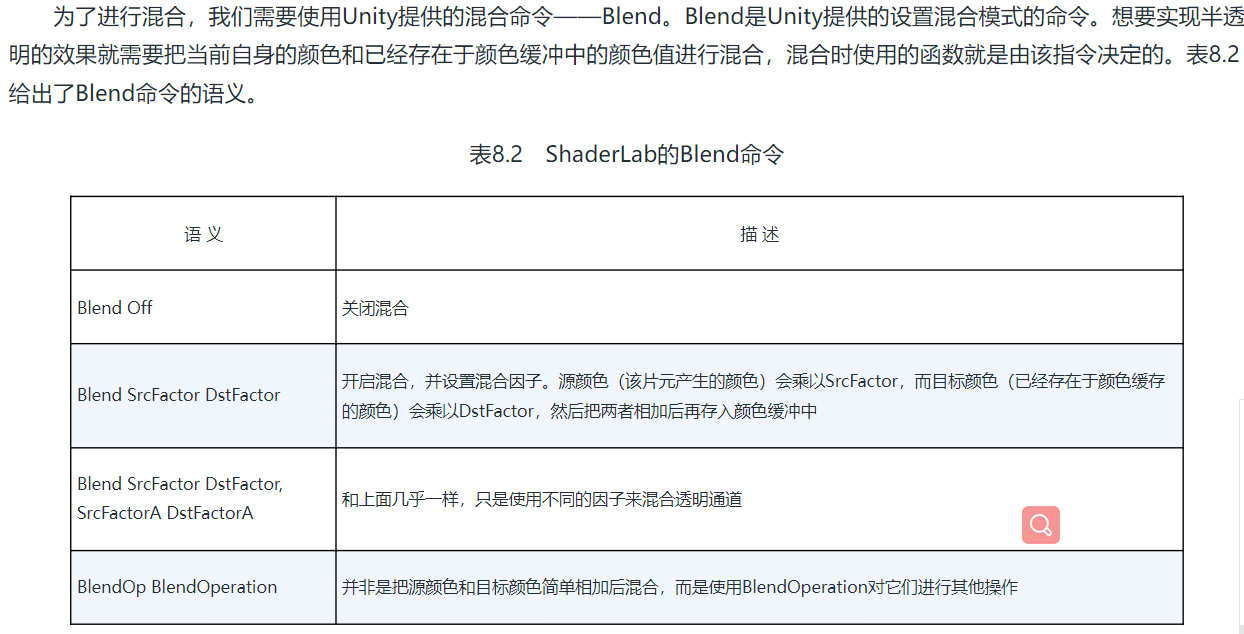 为了进行混合，我们需要使用Unity提供的混合命令——Blend。Blend是Unity提供的设置混合模式的命令。想要实现半透
明的效果就需要把当前自身的颜色和已经存在于颜色缓冲中的颜色值进行混合，混合时使用的函数就是由该指令决定的。表8.2
给出了Blend命令的语义。
表8.2 ShaderLab的Blend命令
语 义
描 述
Blend Off
关闭混合
Blend SrcFactor DstFactor
开启混合，并设置混合因子。源颜色（该片元产生的颜色）会乘以SrcFactor，而目标颜色（已经存在于颜色缓存
的颜色）会乘以DstFactor，然后把两者相加后再存入颜色缓冲中
Blend SrcFactor DstFactor,
SrcFactorA DstFactorA
和上面几乎一样，只是使用不同的因子来混合透明通道
BlendOp BlendOperation
并非是把源颜色和目标颜色简单相加后混合，而是使用BlendOperation对它们进行其他操作